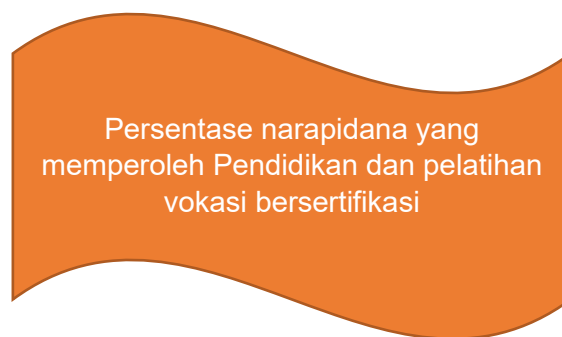 Persentase narapidana yang
memperoleh Pendidikan dan pelatihan
vokasi bersertifikasi